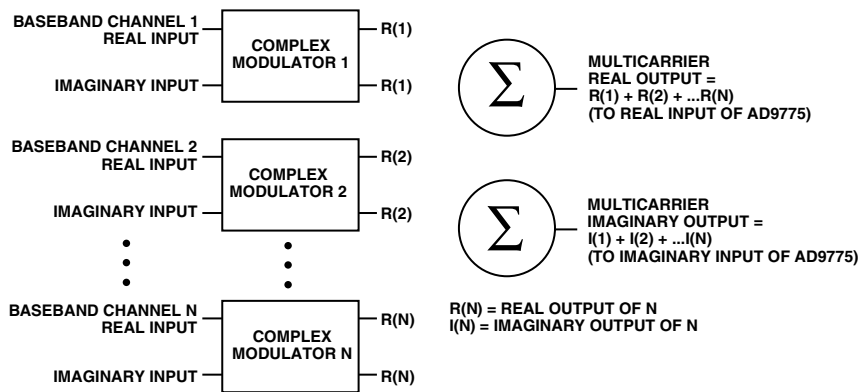 BASEBAND CHANNEL 1
REAL INPUT
IMAGINARY INPUT
COMPLEX
MODULATOR 1
R(1)
R(1)
BASEBAND CHANNEL 2
REAL INPUT
IMAGINARY INPUT
COMPLEX
MODULATOR 2
R(2)
R(2)
BASEBAND CHANNEL N
REAL INPUT
IMAGINARY INPUT
COMPLEX
MODULATOR N
R(N)
R(N)
Σ
MULTICARRIER
REAL OUTPUT =
R(1) + R(2) + ...R(N)
(TO REAL INPUT OF AD9775)
Σ
MULTICARRIER
IMAGINARY OUTPUT =
I(1) + I(2) + ...I(N)
(TO IMAGINARY INPUT OF AD9775)
R(N) = REAL OUTPUT OF N
I(N) = IMAGINARY OUTPUT OF N